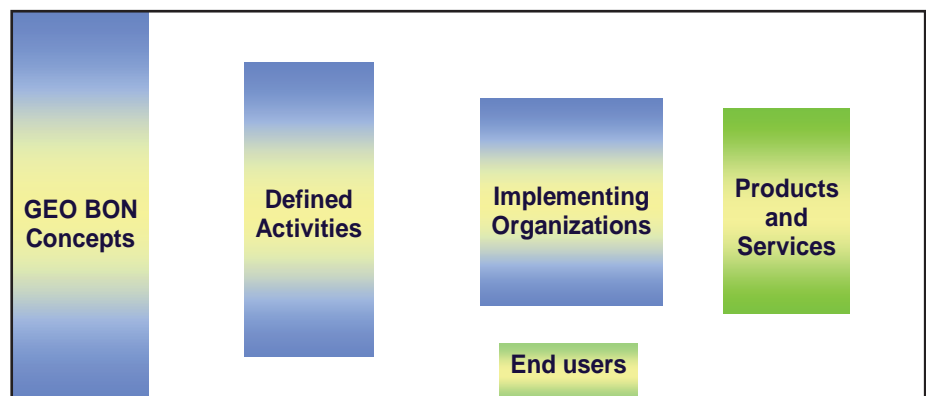 GEO BON
Concepts
Defined
Activities
Implementing
Organizations
Products
and
Services
End users